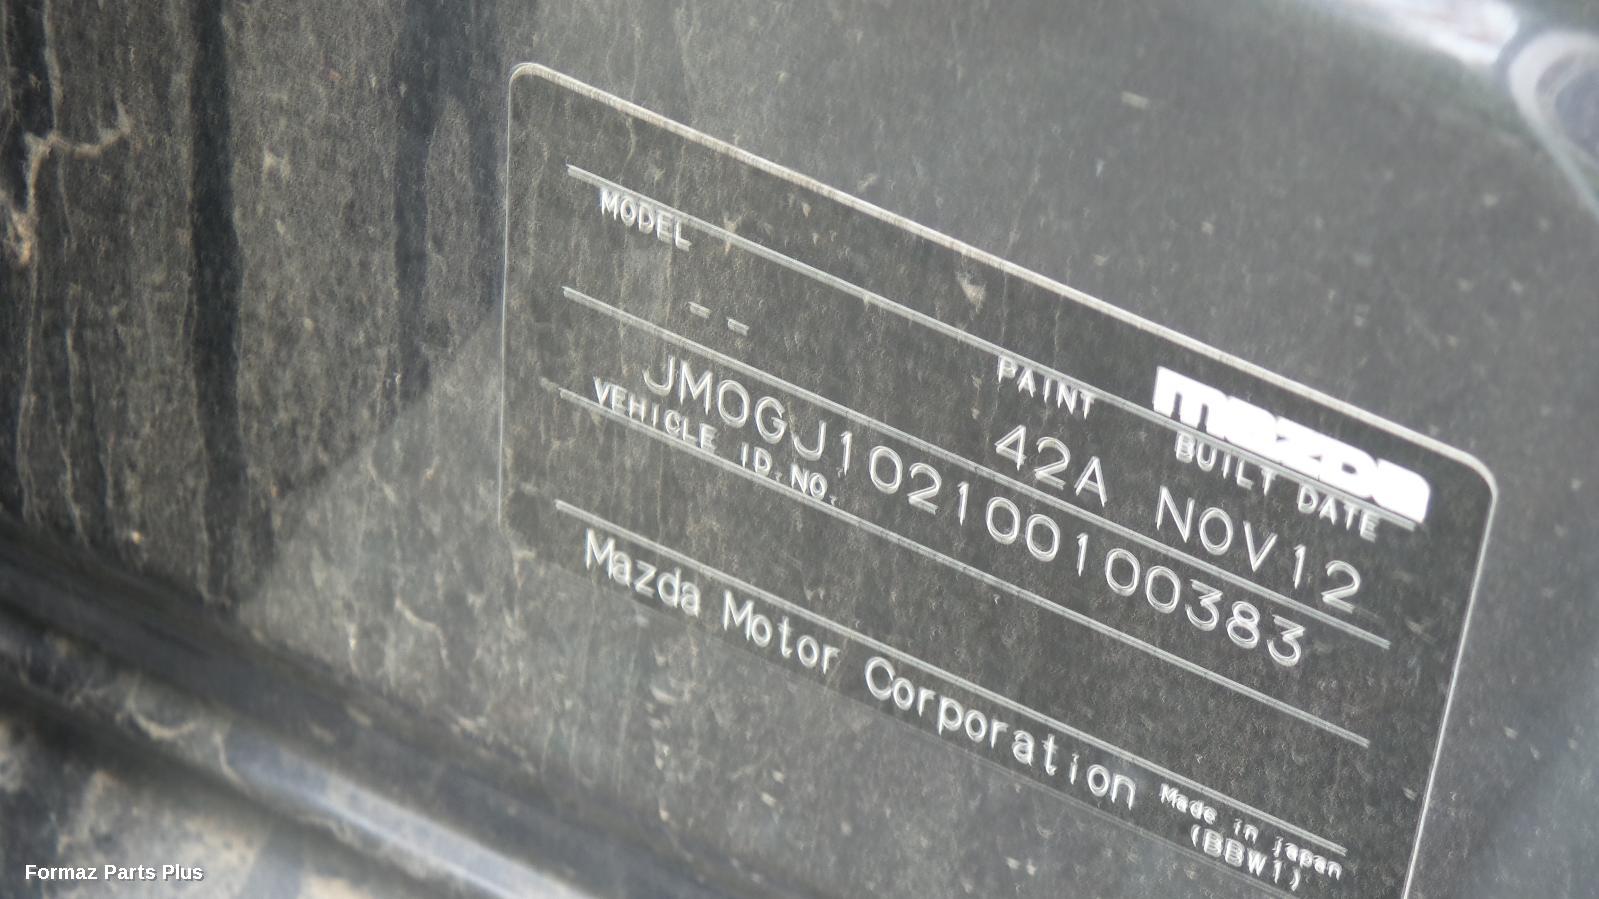 mazda
MODEL PAINT BUILT DATE
-- 42A NOV12
JM0GJ102100100383
VEHICLE ID.NO.
Mazda Motor Corporation
Made in japan
(BBW1)
Formaz Parts Plus